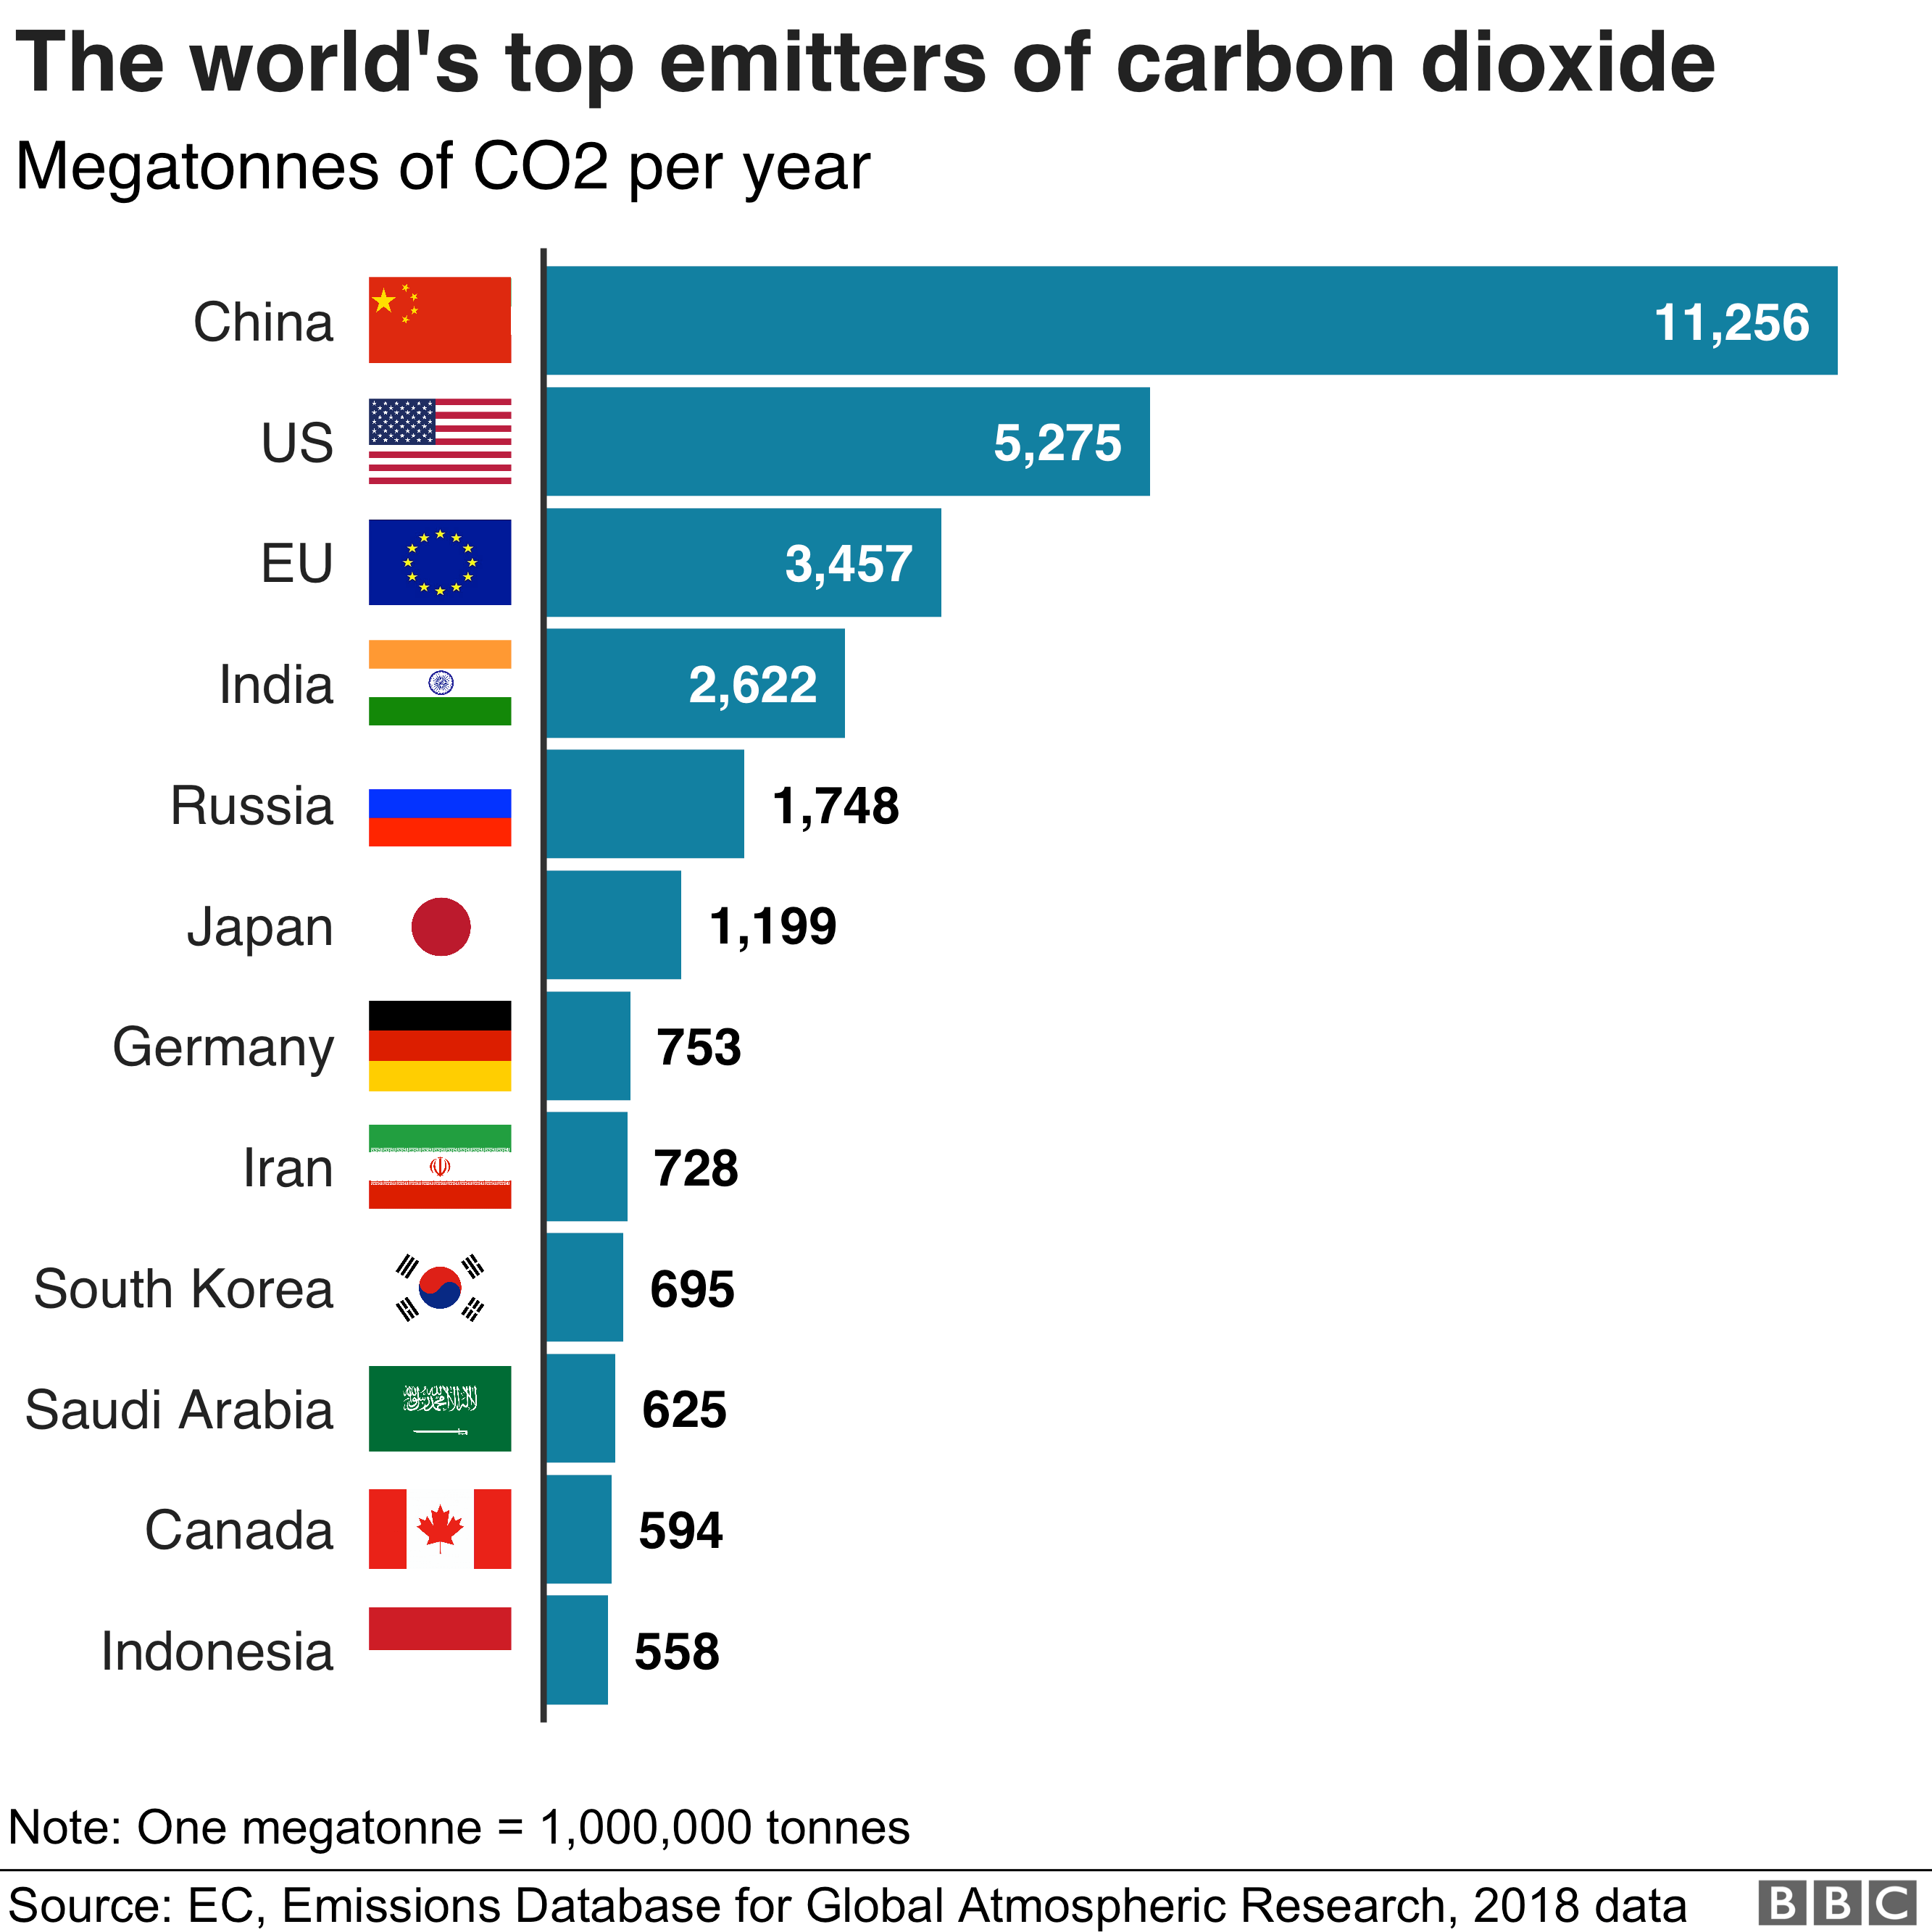 The world's top emitters of carbon dioxide
Megatonnes of CO2 per year
China 11,256
US 5,275
EU 3,457
India 2,622
Russia 1,748
Japan 1,199
Germany 753
Iran 728
South Korea 695
Saudi Arabia 625
Canada 594
Indonesia 558
Note: One megatonne = 1,000,000 tonnes
Source: EC, Emissions Database for Global Atmospheric Research, 2018 data BBC